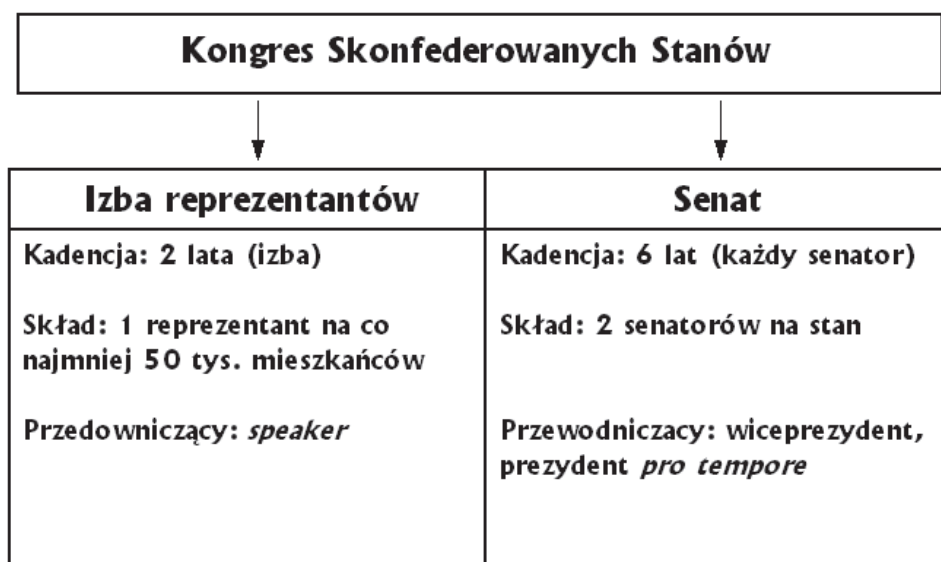 Kongres Skonfederowanych Stanów
Izba reprezentantów
Kadencja: 2 lata (izba)
Skład: 1 reprezentant na co
najmniej 50 tys. mieszkańców
Przedowniczący: speaker
Senat
Kadencja: 6 lat (każdy senator)
Skład: 2 senatorów na stan
Przewodniczacy: wiceprezydent,
prezydent pro tempore